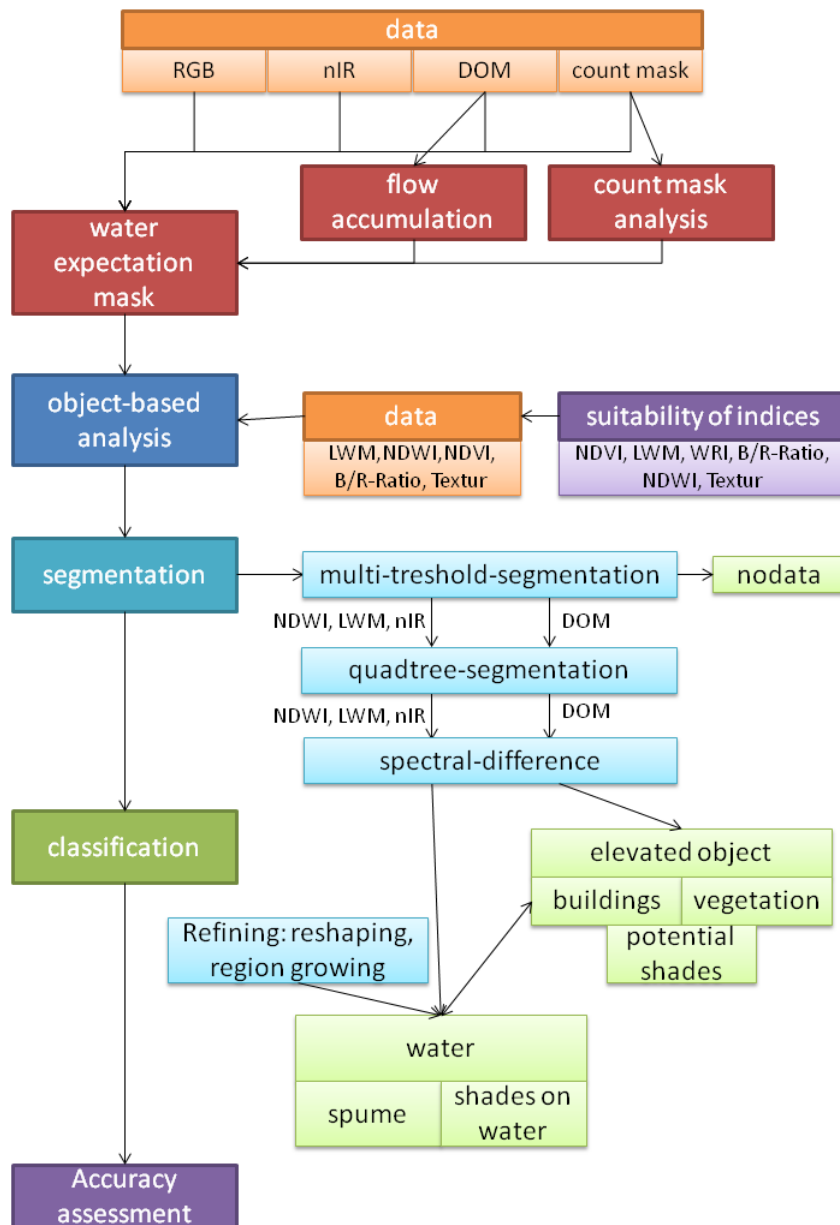 data
RGB
nIR
DOM
count mask
flow
accumulation
count mask
analysis
water
expectation
mask
object-based
analysis
data
LWM, NDWI, NDVI,
B/R-Ratio, Textur
suitability of indices
NDVI, LWM, WRI, B/R-Ratio,
NDWI, Textur
segmentation
multi-treshold-segmentation
nodata
NDWI, LWM, nIR
DOM
quadtree-segmentation
NDWI, LWM, nIR
DOM
spectral-difference
classification
elevated object
buildings
vegetation
potential
shades
Refining: reshaping,
region growing
water
spume
shades on
water
Accuracy
assessment